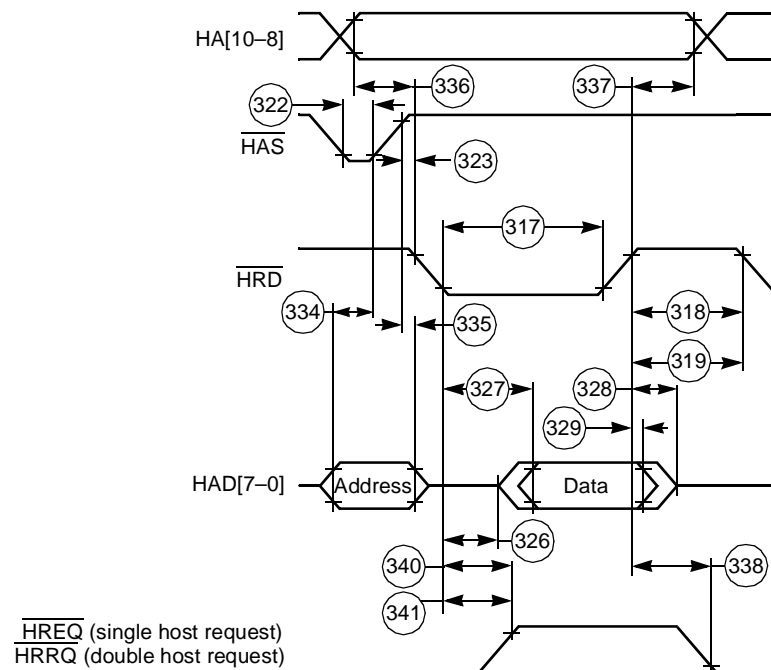 HA[10–8]
336
337
322
HAS
323
317
HRD
334
335
318
319
327
328
329
HAD[7–0]
Address
Data
326
340
338
341
HREQ (single host request)
HRRQ (double host request)